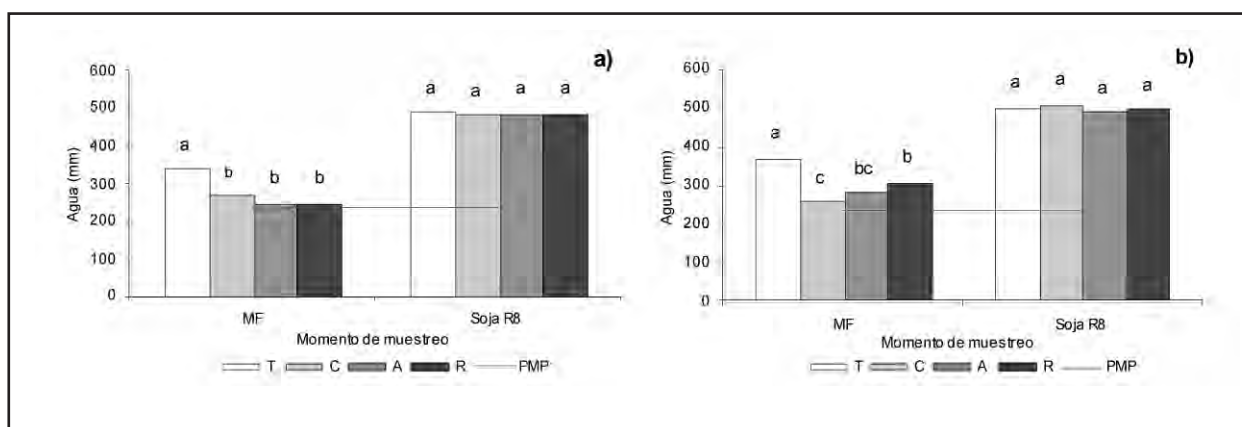 a)
Agua (mm)
600
500
400
300
200
100
0
a b b b
a a a a
MF Soja R8
Momento de muestreo
T C A R PMP
b)
Agua (mm)
600
500
400
300
200
100
0
a c bc b
a a a a
MF Soja R8
Momento de muestreo
T C A R PMP